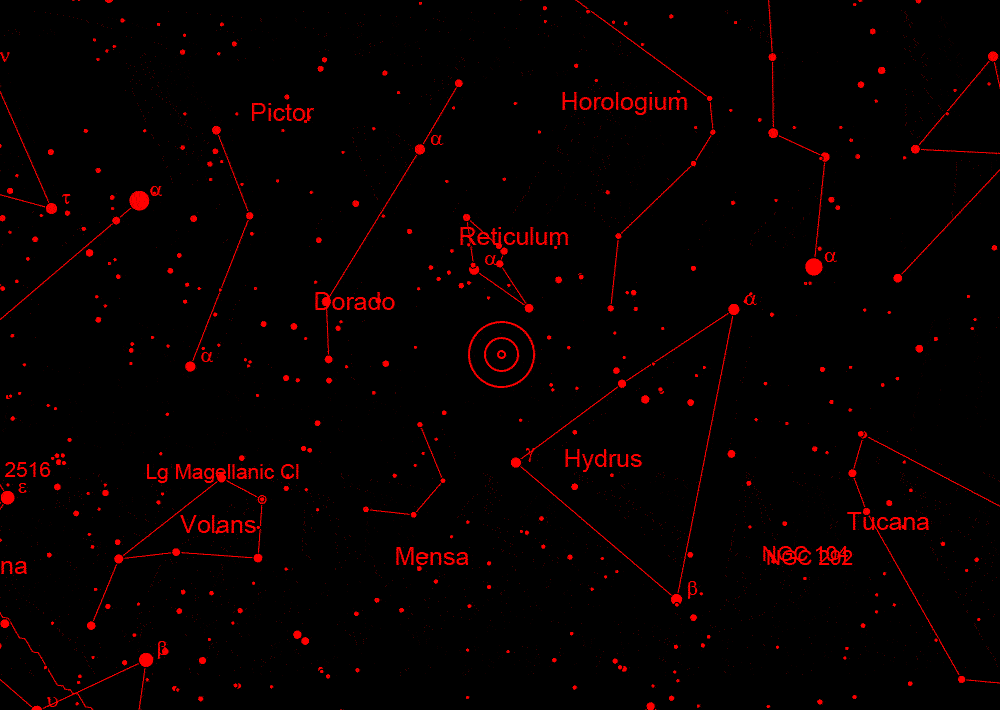 ν
Horologium
Pictor
α
τ
α
Reticulum
α
α
Dorado
α
α
γ
Hydrus
2516
Lg Magellanic Cl
ε
Volans
Tucana
Mensa
NGC 104
NGC 292
na
β
β
υ